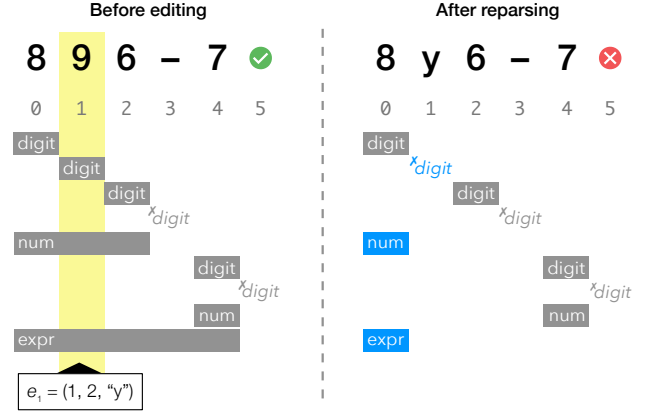 Before editing
8 9 6 – 7
0 1 2 3 4 5
digit
digit
digit
x digit
num
digit
x digit
num
expr
e1 = (1, 2, “y”)
After reparsing
8 y 6 – 7
0 1 2 3 4 5
digit
x digit
digit
x digit
num
digit
x digit
num
expr